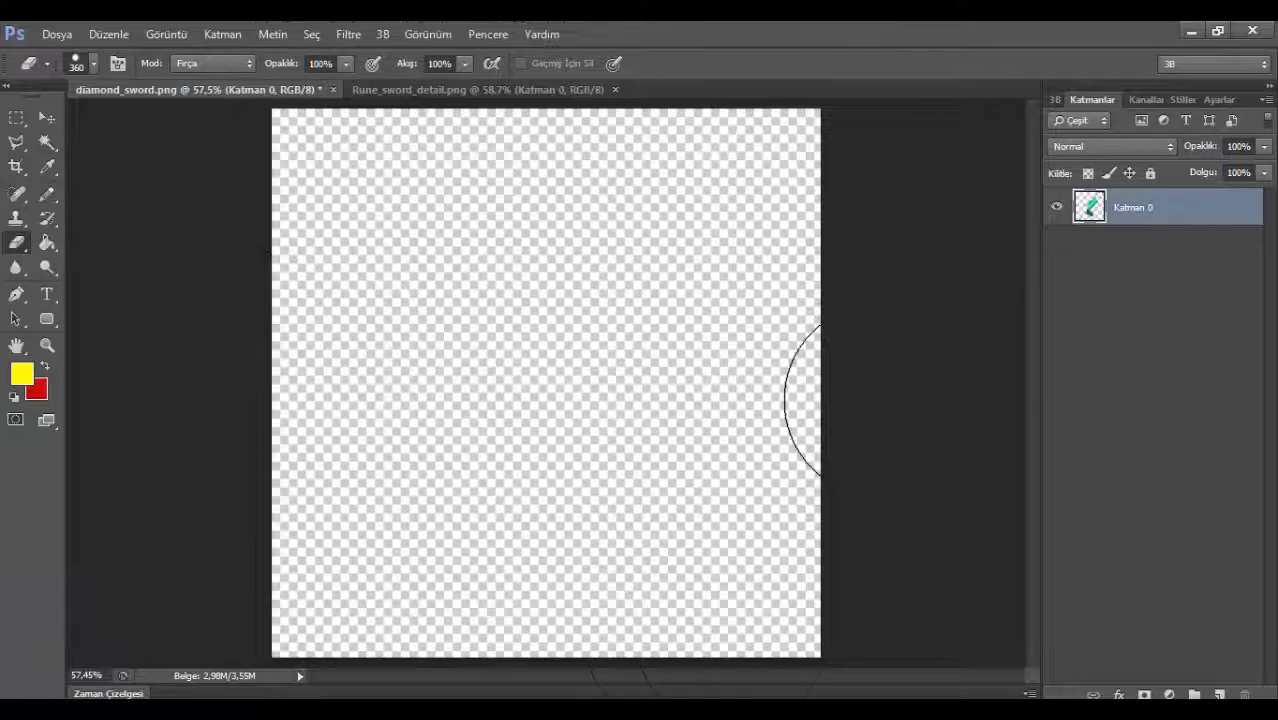 Ps Dosya Düzenle Görüntü Katman Metin Seç Filtre 3B Görünüm Pencere Yardım
360 Mod: Fırça Opaklık: 100% Akış: 100% Geçmiş İçin Sil 3B
diamond_sword.png @ 57,5% (Katman 0, RGB/8) * × Rune_sword_detail.png @ 58,7% (Katman 0, RGB/8) ×
3B Katmanlar Kanallar Stiller Ayarlar
Çeşit
Normal Opaklık: 100%
Kilitle: Dolgu: 100%
Katman 0
T
57,45% Belge: 2,98M/3,55M
Zaman Çizelgesi
fx